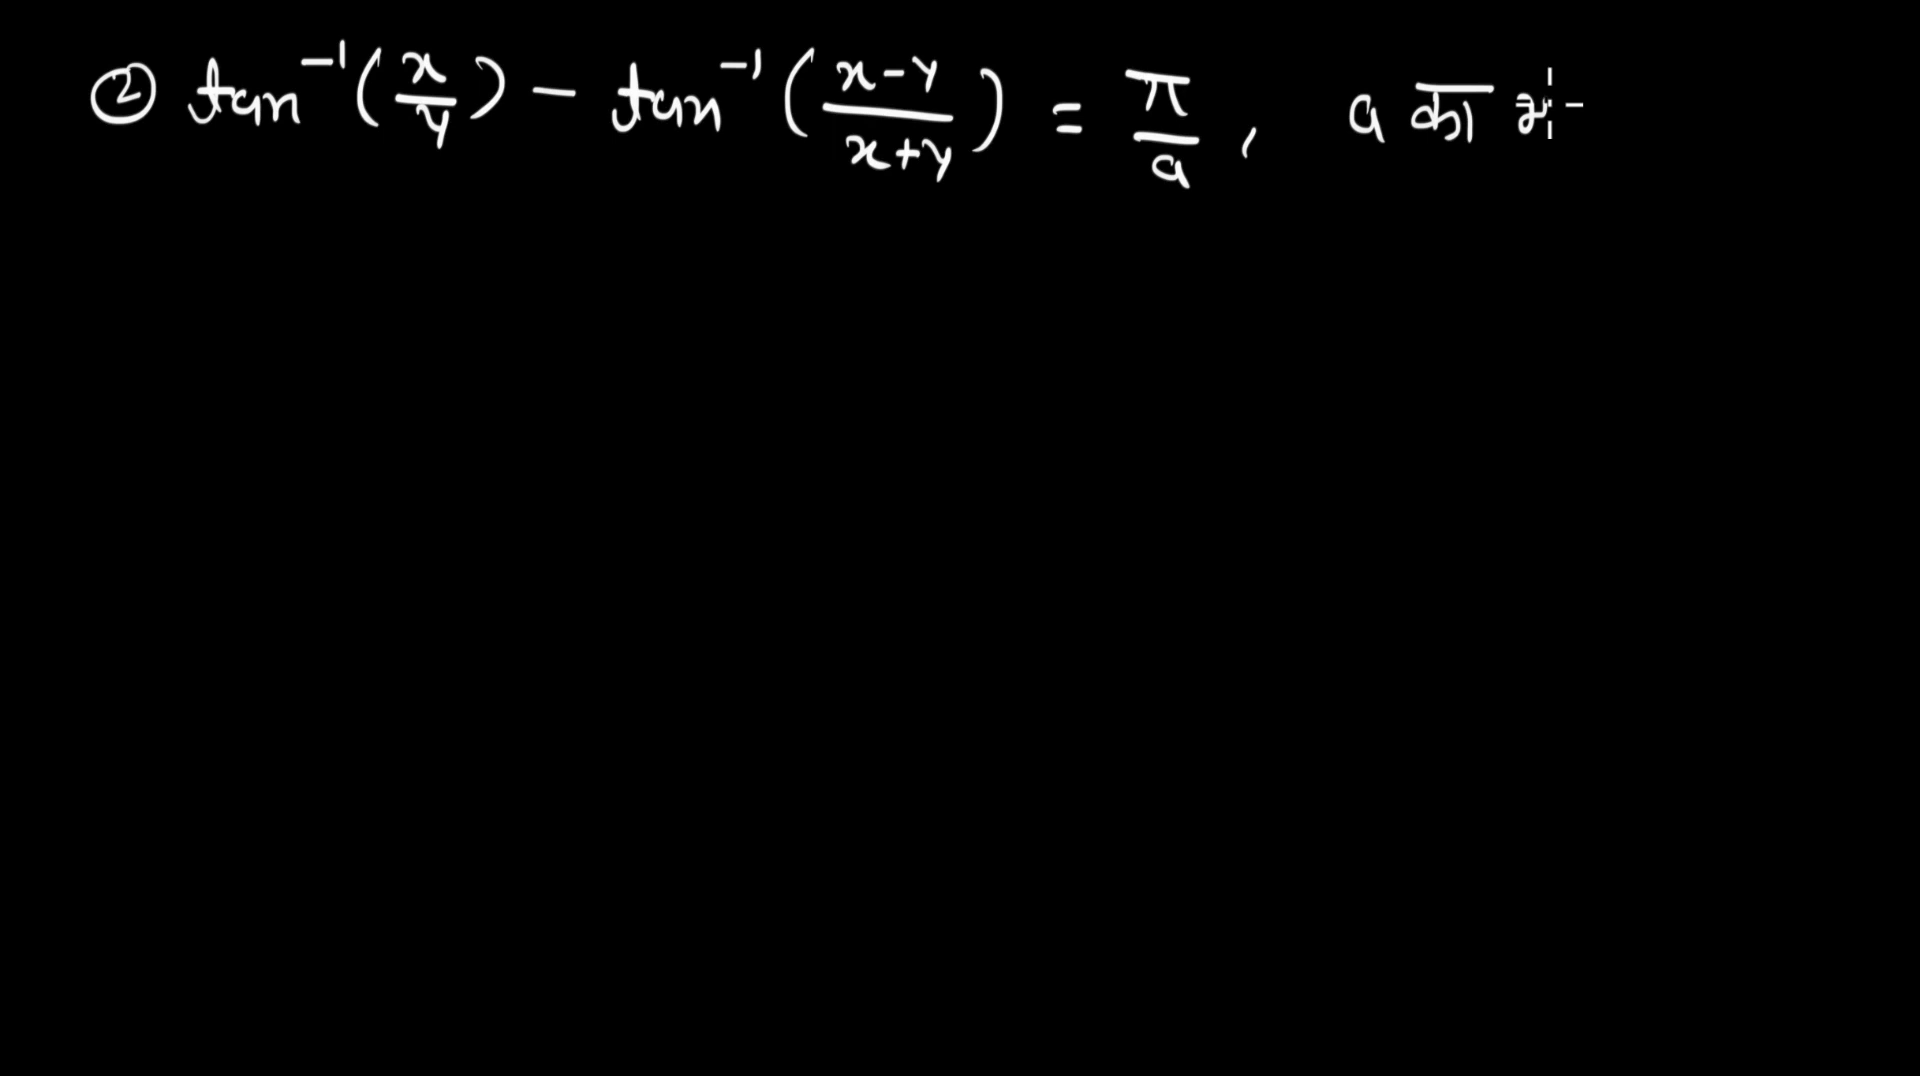 ② tan⁻¹(x/y) - tan⁻¹((x-y)/(x+y)) = π/a, a का